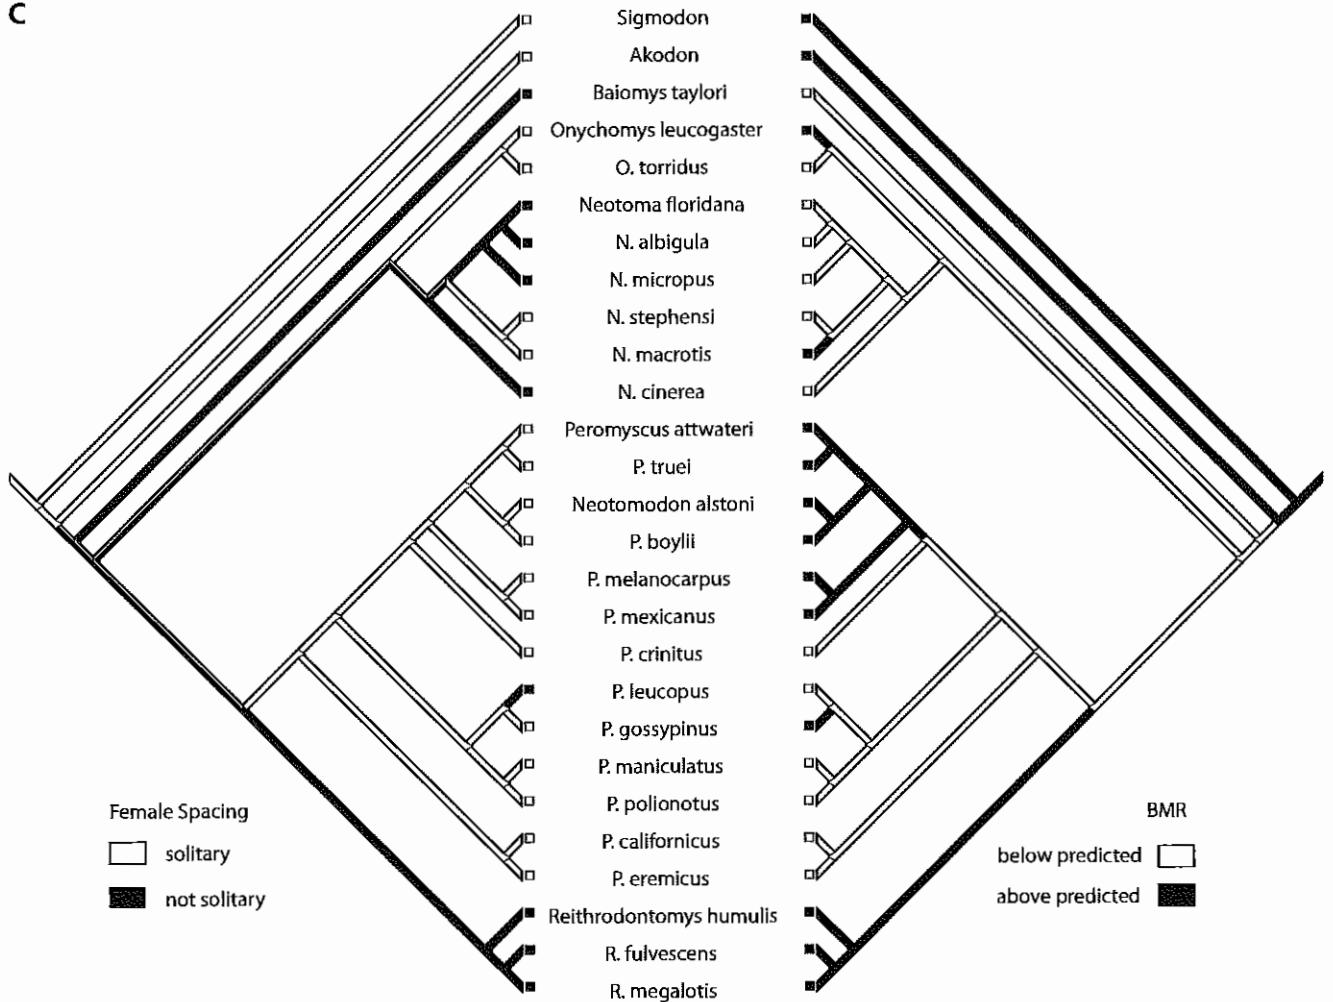 C
Sigmodon
Akodon
Baiomys taylori
Onychomys leucogaster
O. torridus
Neotoma floridana
N. albigula
N. micropus
N. stephensi
N. macrotis
N. cinerea
Peromyscus attwateri
P. truei
Neotomodon alstoni
P. boylii
P. melanocarpus
P. mexicanus
P. crinitus
P. leucopus
P. gossypinus
P. maniculatus
P. polionotus
P. californicus
P. eremicus
Reithrodontomys humulis
R. fulvescens
R. megalotis
Female Spacing
solitary
not solitary
BMR
below predicted
above predicted